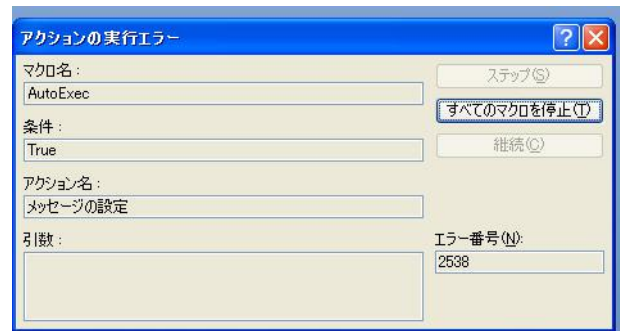 アクションの実行エラー
マクロ名:
AutoExec
条件:
True
アクション名:
メッセージの設定
引数:
ステップ(S)
すべてのマクロを停止(T)
継続(C)
エラー番号(N):
2538